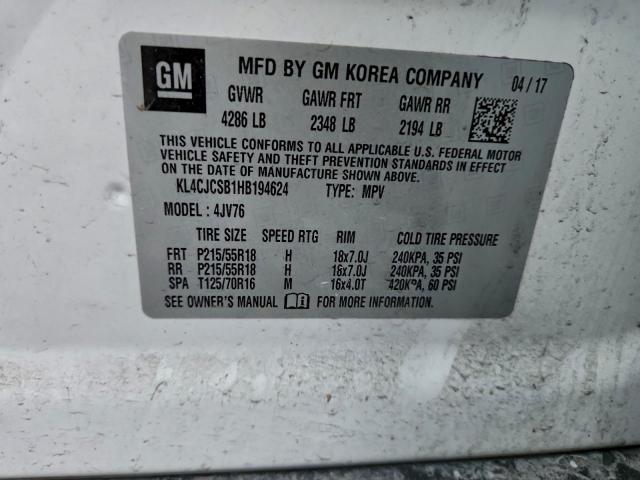 GM MFD BY GM KOREA COMPANY 04 / 17
GVWR GAWR FRT GAWR RR
4286 LB 2348 LB 2194 LB
THIS VEHICLE CONFORMS TO ALL APPLICABLE U.S. FEDERAL MOTOR
VEHICLE SAFETY AND THEFT PREVENTION STANDARDS IN EFFECT
ON THE DATE OF MANUFACTURE SHOWN ABOVE.
KL4CJCSB1HB194624 TYPE: MPV
MODEL : 4JV76
TIRE SIZE SPEED RTG RIM COLD TIRE PRESSURE
FRT P215/55R18 H 18x7.0J 240KPA, 35 PSI
RR P215/55R18 H 18x7.0J 240KPA, 35 PSI
SPA T125/70R16 M 16x4.0T 420KPA, 60 PSI
SEE OWNER'S MANUAL FOR MORE INFORMATION